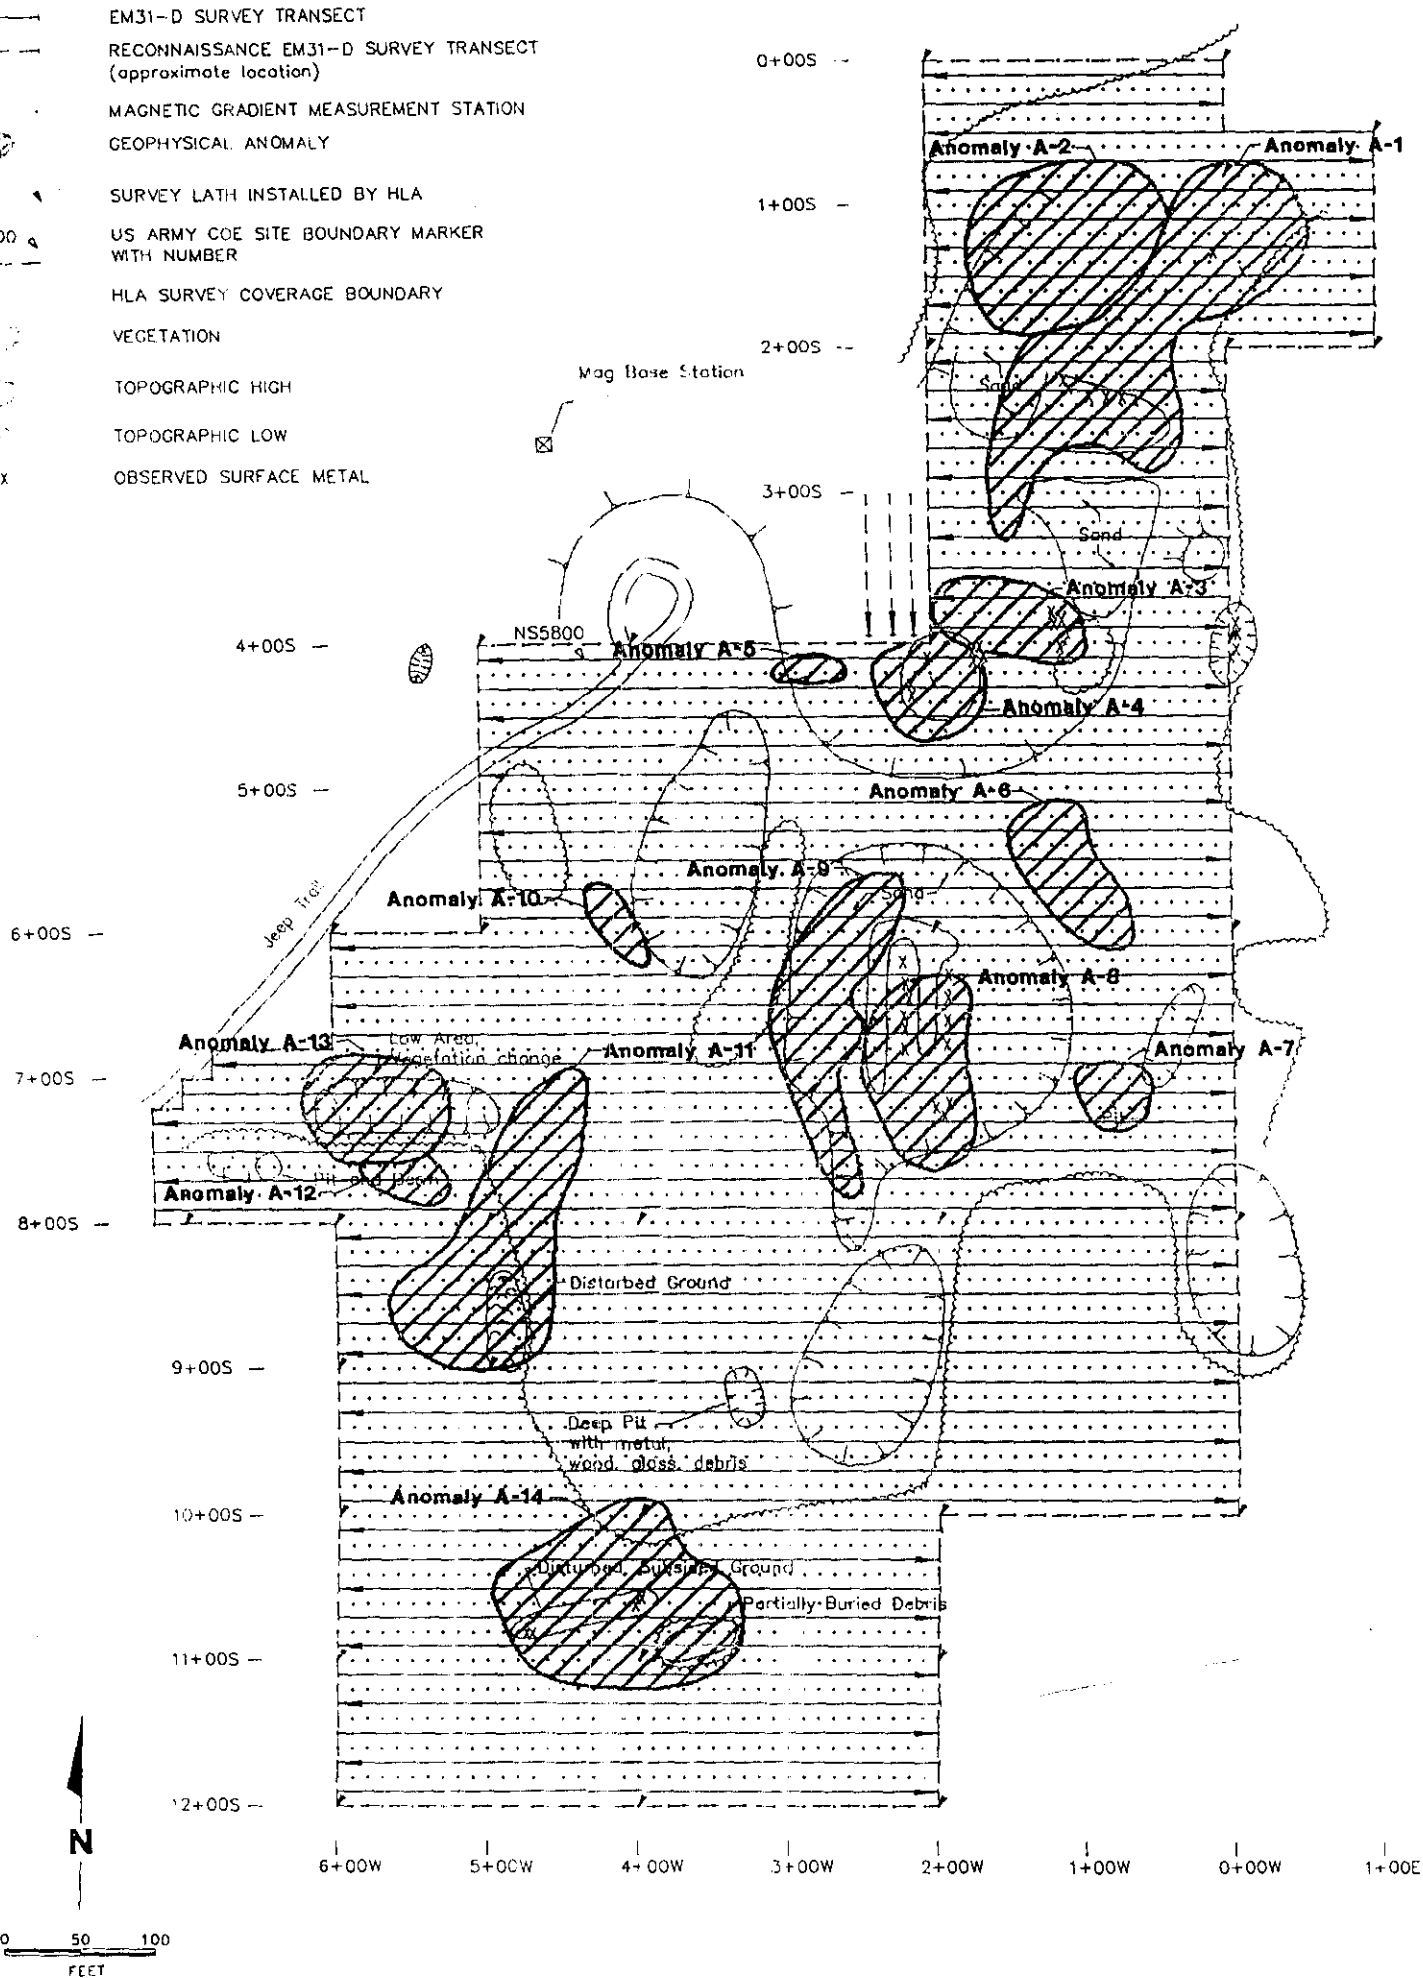 EM31-D SURVEY TRANSECT
RECONNAISSANCE EM31-D SURVEY TRANSECT
(approximate location)
MAGNETIC GRADIENT MEASUREMENT STATION
GEOPHYSICAL ANOMALY
SURVEY LATH INSTALLED BY HLA
US ARMY COE SITE BOUNDARY MARKER
WITH NUMBER
HLA SURVEY COVERAGE BOUNDARY
VEGETATION
TOPOGRAPHIC HIGH
TOPOGRAPHIC LOW
x OBSERVED SURFACE METAL
0+00S
Anomaly A-2
Anomaly A-1
1+00S
2+00S
Mag Base Station
Sand
3+00S
Sand
Anomaly A-3
NS5800
4+00S
Anomaly A-5
Anomaly A-4
5+00S
Anomaly A-6
Anomaly A-9
Sand
Anomaly A-10
Jeep Trail
6+00S
Anomaly A-8
Anomaly A-13
Low Area,
Vegetation change
Anomaly A-11
Anomaly A-7
7+00S
Pit and Berm
Anomaly A-12
8+00S
Disturbed Ground
9+00S
Deep Pit
with metal,
wood, glass, debris
Anomaly A-14
10+00S
Disturbed, Subsided Ground
Partially Buried Debris
11+00S
12+00S
N
6+00W 5+00W 4+00W 3+00W 2+00W 1+00W 0+00W 1+00E
0 50 100
FEET